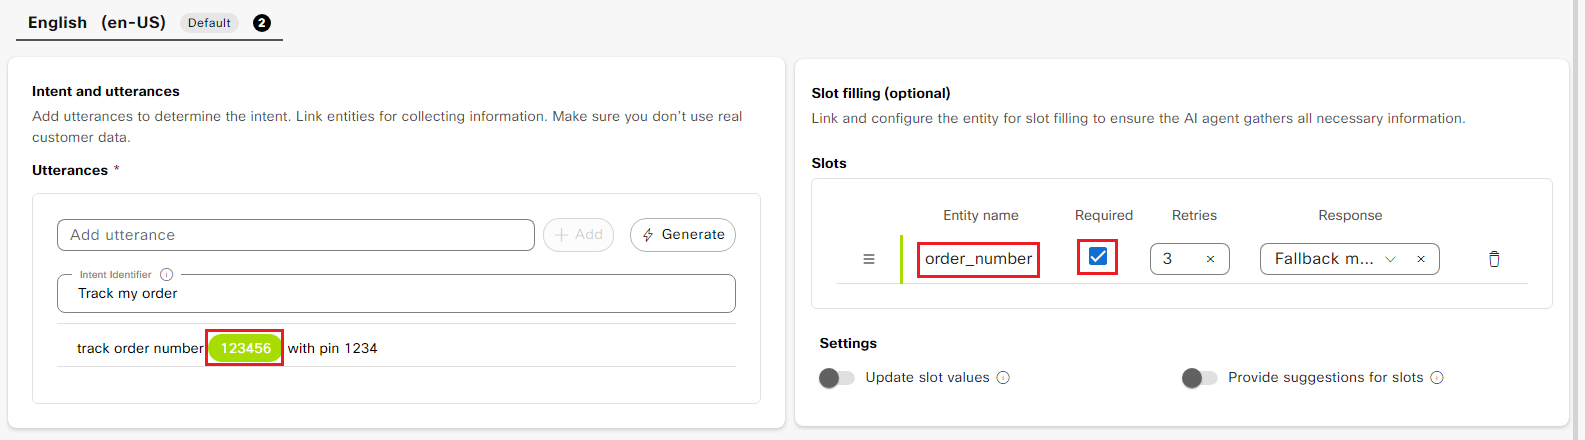 English (en-US) Default 2
Intent and utterances
Add utterances to determine the intent. Link entities for collecting information. Make sure you don't use real
customer data.
Utterances *
Add utterance
+ Add
Generate
Intent Identifier
Track my order
track order number 123456 with pin 1234
Slot filling (optional)
Link and configure the entity for slot filling to ensure the AI agent gathers all necessary information.
Slots
Entity name Required Retries Response
order_number 3 × Fallback m... ×
Settings
Update slot values
Provide suggestions for slots